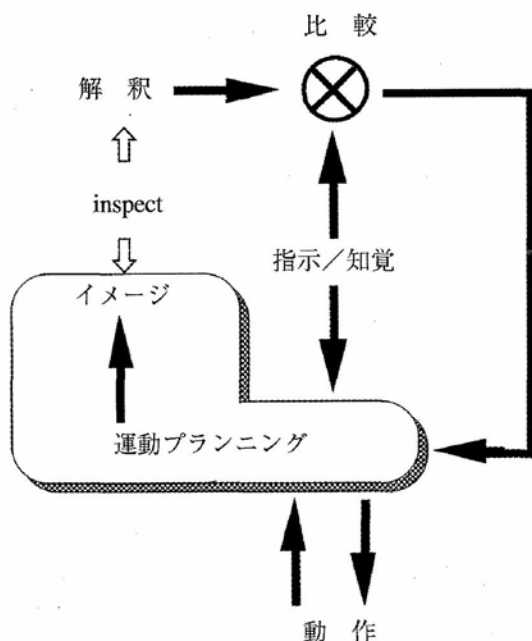 比 較
解 釈
inspect
指示／知覚
イメージ
運動プランニング
動 作